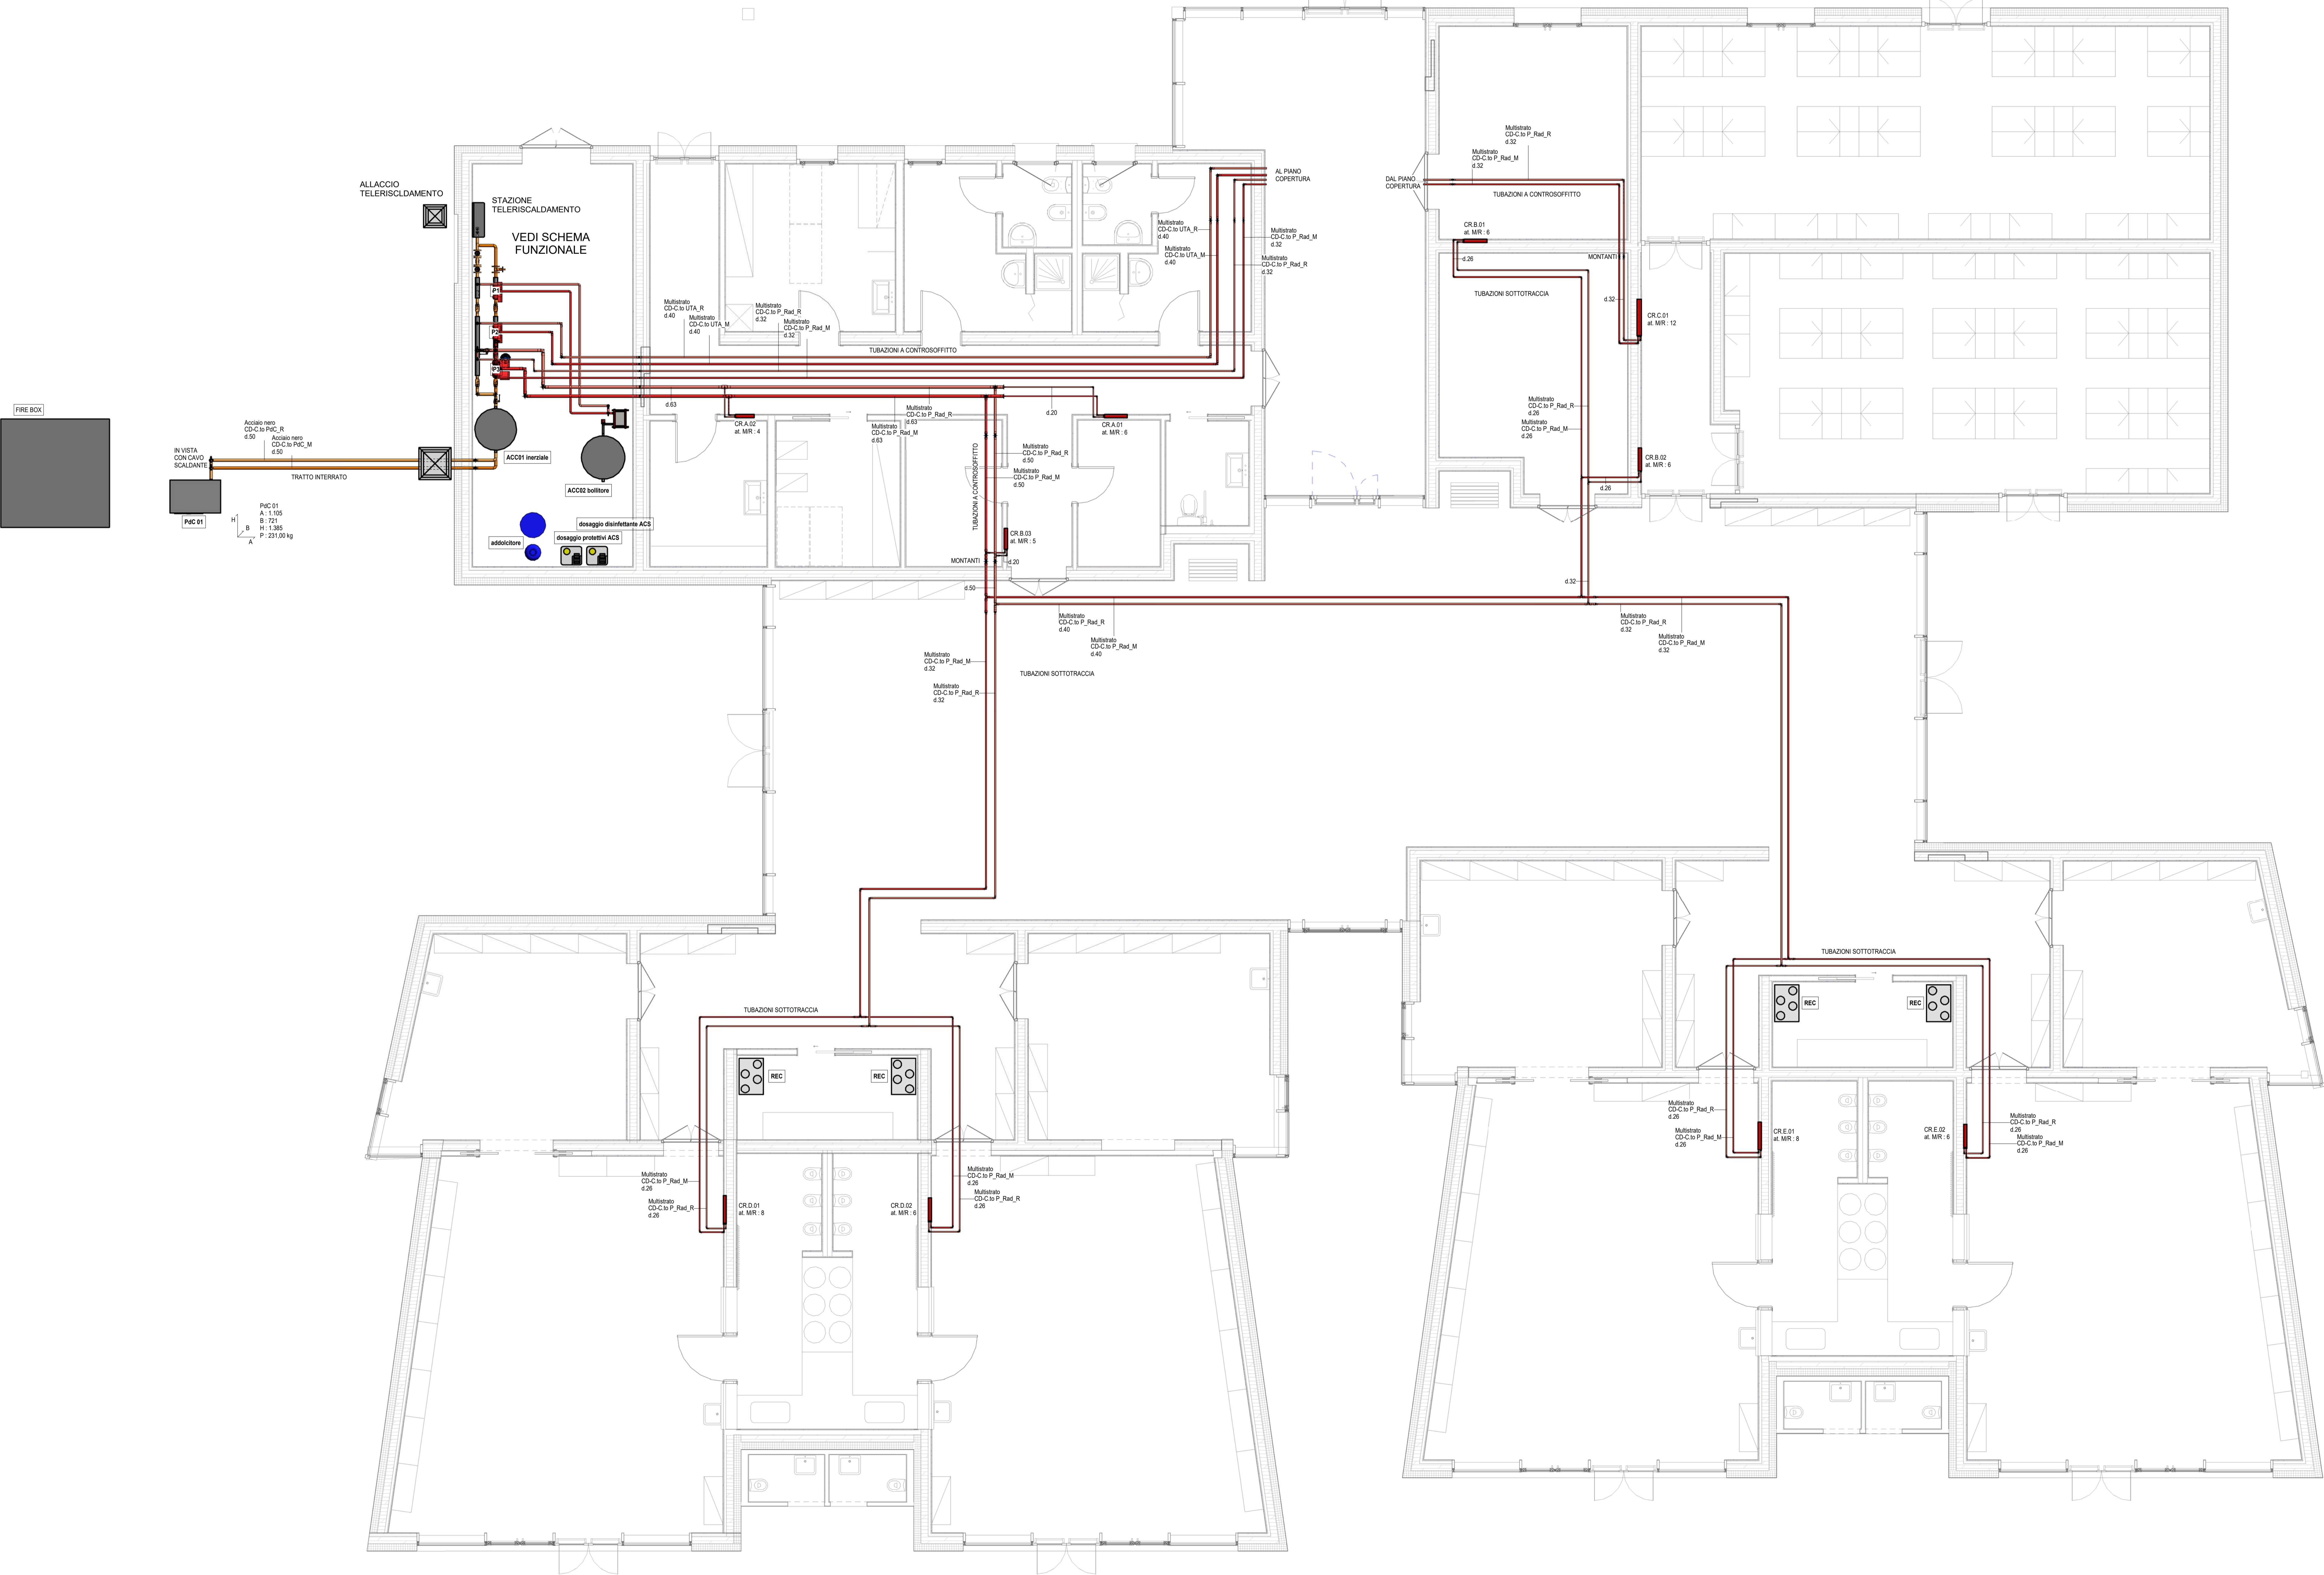 ALLACCIO
TELERISCLDAMENTO
STAZIONE
TELERISCALDAMENTO
VEDI SCHEMA
FUNZIONALE
P1
P2
P3
FIRE BOX
Acciaio nero
CD-C.to PdC_R
d.50
Acciaio nero
CD-C.to PdC_M
d.50
IN VISTA
CON CAVO
SCALDANTE
TRATTO INTERRATO
PdC 01
PdC 01
A : 1.105
B : 721
H : 1.385
P : 231,00 kg
H
B
A
ACC01 inerziale
ACC02 bollitore
dosaggio disinfettante ACS
dosaggio protettivi ACS
addolcitore
Multistrato
CD-C.to UTA_R
d.40
Multistrato
CD-C.to UTA_M
d.40
Multistrato
CD-C.to P_Rad_R
d.32
Multistrato
CD-C.to P_Rad_M
d.32
TUBAZIONI A CONTROSOFFITTO
Multistrato
CD-C.to UTA_R
d.40
Multistrato
CD-C.to UTA_M
d.40
Multistrato
CD-C.to P_Rad_M
d.32
Multistrato
CD-C.to P_Rad_R
d.32
AL PIANO
COPERTURA
DAL PIANO
COPERTURA
Multistrato
CD-C.to P_Rad_R
d.32
Multistrato
CD-C.to P_Rad_M
d.32
TUBAZIONI A CONTROSOFFITTO
CR.B.01
at. M/R : 6
d.26
MONTANTI
TUBAZIONI SOTTOTRACCIA
d.32
CR.C.01
at. M/R : 12
d.63
CR.A.02
at. M/R : 4
Multistrato
CD-C.to P_Rad_R
d.63
Multistrato
CD-C.to P_Rad_M
d.63
d.20
CR.A.01
at. M/R : 6
TUBAZIONI A CONTROSOFFITTO
Multistrato
CD-C.to P_Rad_R
d.50
Multistrato
CD-C.to P_Rad_M
d.50
CR.B.03
at. M/R : 5
MONTANTI
d.20
d.50
Multistrato
CD-C.to P_Rad_R
d.26
Multistrato
CD-C.to P_Rad_M
d.26
CR.B.02
at. M/R : 6
d.26
d.32
Multistrato
CD-C.to P_Rad_R
d.40
Multistrato
CD-C.to P_Rad_M
d.40
Multistrato
CD-C.to P_Rad_R
d.32
Multistrato
CD-C.to P_Rad_M
d.32
Multistrato
CD-C.to P_Rad_M
d.32
Multistrato
CD-C.to P_Rad_R
d.32
TUBAZIONI SOTTOTRACCIA
TUBAZIONI SOTTOTRACCIA
REC
REC
Multistrato
CD-C.to P_Rad_M
d.26
Multistrato
CD-C.to P_Rad_R
d.26
CR.D.01
at. M/R : 8
CR.D.02
at. M/R : 6
Multistrato
CD-C.to P_Rad_M
d.26
Multistrato
CD-C.to P_Rad_R
d.26
TUBAZIONI SOTTOTRACCIA
REC
REC
Multistrato
CD-C.to P_Rad_R
d.26
Multistrato
CD-C.to P_Rad_M
d.26
CR.E.01
at. M/R : 8
CR.E.02
at. M/R : 6
Multistrato
CD-C.to P_Rad_R
d.26
Multistrato
CD-C.to P_Rad_M
d.26